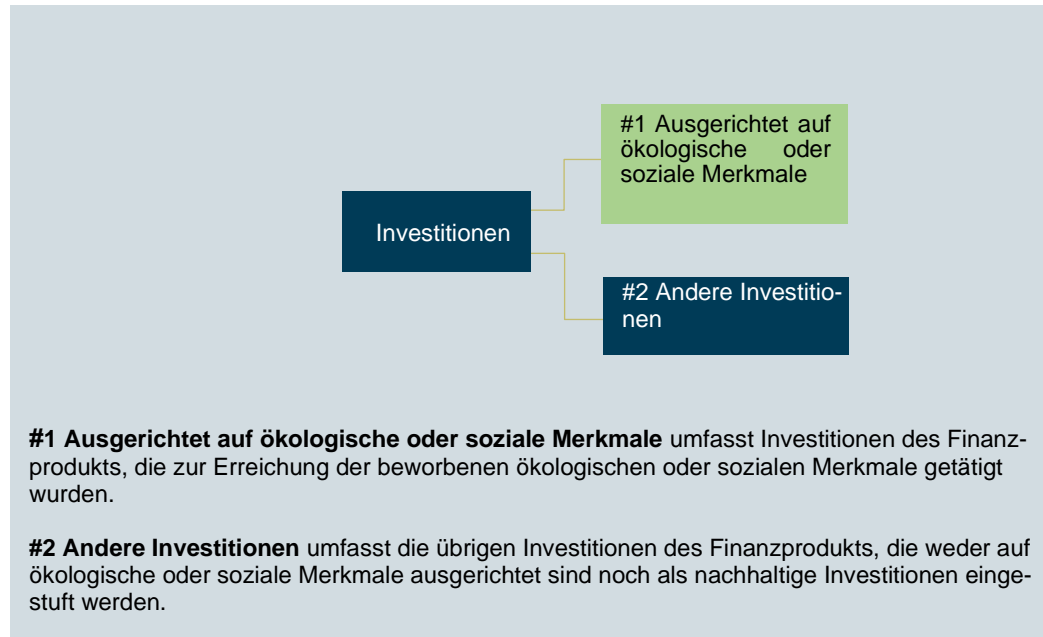 #1 Ausgerichtet auf
ökologische oder
soziale Merkmale
Investitionen
#2 Andere Investitio-
nen
#1 Ausgerichtet auf ökologische oder soziale Merkmale umfasst Investitionen des Finanz-
produkts, die zur Erreichung der beworbenen ökologischen oder sozialen Merkmale getätigt
wurden.
#2 Andere Investitionen umfasst die übrigen Investitionen des Finanzprodukts, die weder auf
ökologische oder soziale Merkmale ausgerichtet sind noch als nachhaltige Investitionen einge-
stuft werden.